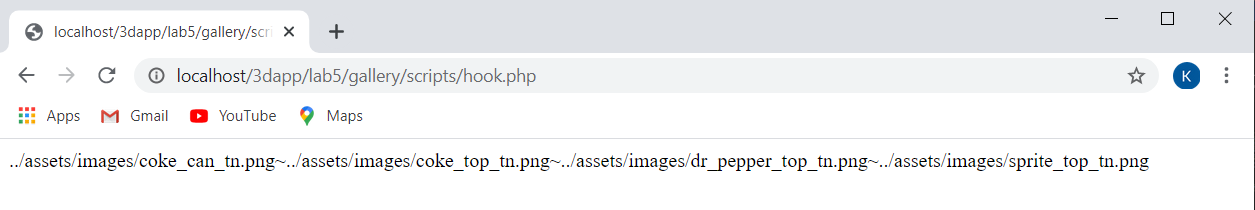 localhost/3dapp/lab5/gallery/scri
localhost/3dapp/lab5/gallery/scripts/hook.php
K
Apps Gmail YouTube Maps
../assets/images/coke_can_tn.png~../assets/images/coke_top_tn.png~../assets/images/dr_pepper_top_tn.png~../assets/images/sprite_top_tn.png